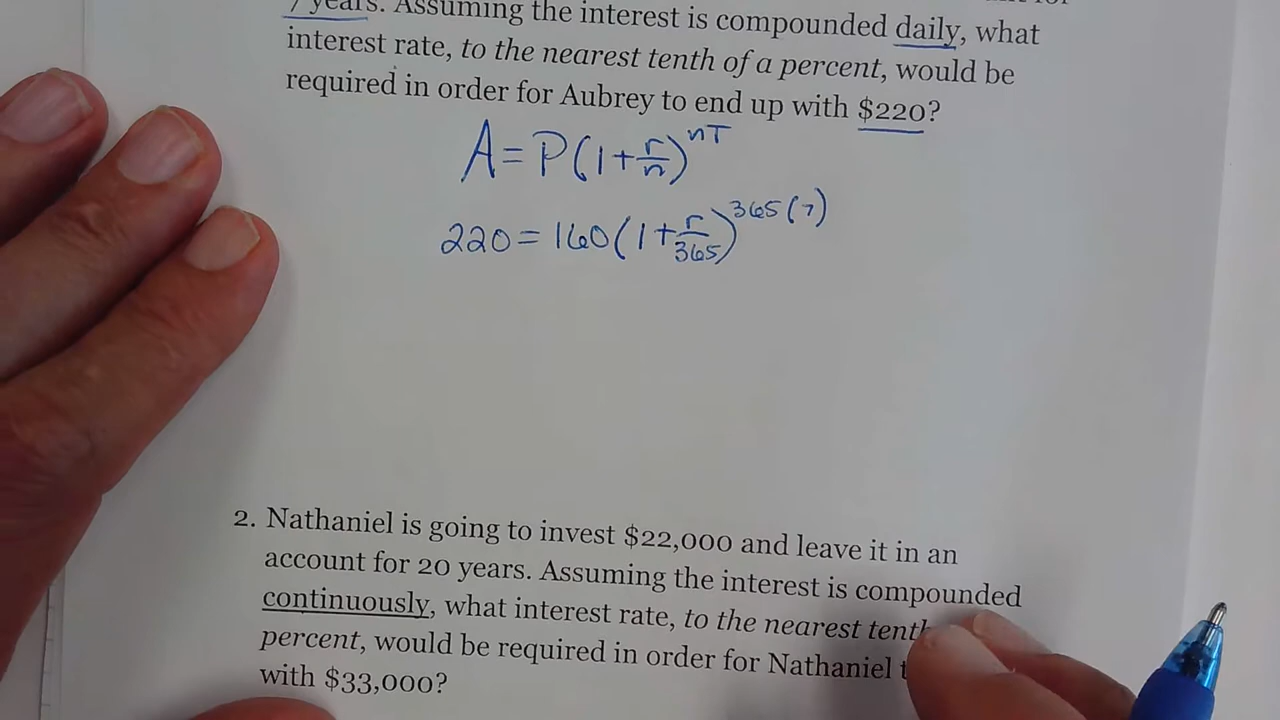 7 years. Assuming the interest is compounded daily, what
interest rate, to the nearest tenth of a percent, would be
required in order for Aubrey to end up with $220?
A = P(1 + r/n)^nT
220 = 160(1 + r/365)^365(7)
2. Nathaniel is going to invest $22,000 and leave it in an
account for 20 years. Assuming the interest is compounded
continuously, what interest rate, to the nearest tenth
percent, would be required in order for Nathaniel
with $33,000?